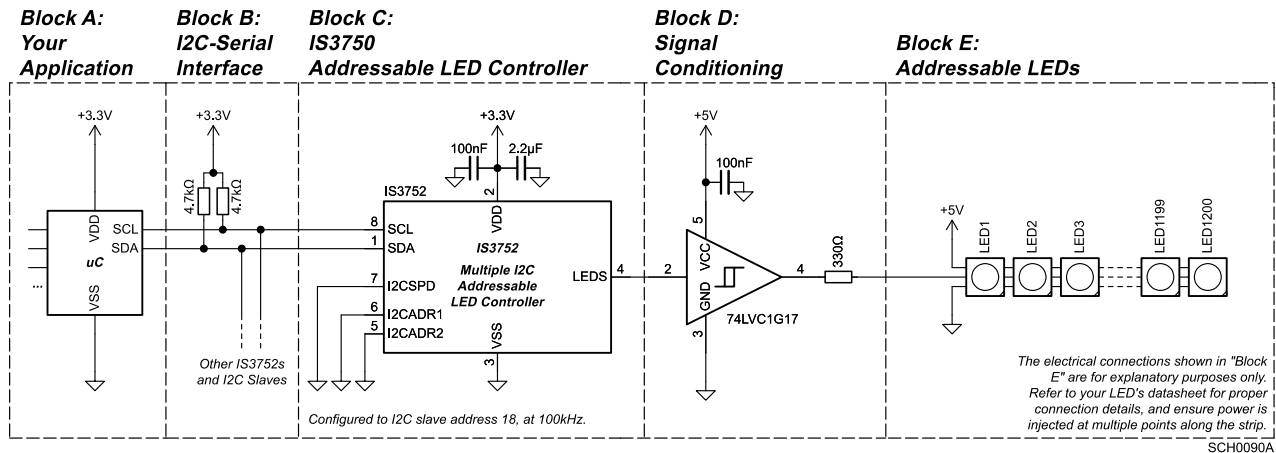 Block A:
Your
Application
Block B:
I2C-Serial
Interface
Block C:
IS3750
Addressable LED Controller
Block D:
Signal
Conditioning
Block E:
Addressable LEDs
+3.3V
VDD
SCL
SDA
uC
...
VSS
+3.3V
4.7kΩ
4.7kΩ
Other IS3752s
and I2C Slaves
+3.3V
100nF
2.2µF
IS3752
2
VDD
8
SCL
1
SDA
7
I2CSPD
6
I2CADR1
5
I2CADR2
IS3752
Multiple I2C
Addressable
LED Controller
LEDS
4
VSS
3
Configured to I2C slave address 18, at 100kHz.
+5V
100nF
5
VCC
2
4
GND
3
74LVC1G17
330Ω
+5V
LED1
LED2
LED3
LED1199
LED1200
The electrical connections shown in "Block
E" are for explanatory purposes only.
Refer to your LED's datasheet for proper
connection details, and ensure power is
injected at multiple points along the strip.
SCH0090A